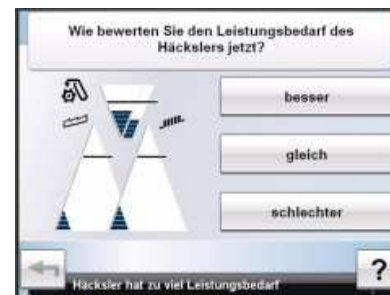 Wie bewerten Sie den Leistungsbedarf des
Häckslers jetzt?
besser
gleich
schlechter
?
Häcksler hat zu viel Leistungsbedarf